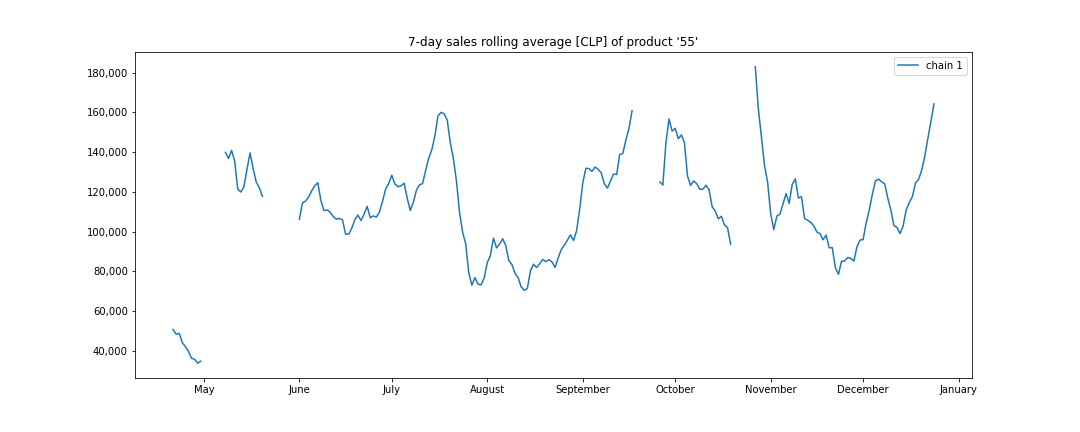 7-day sales rolling average [CLP] of product '55'
chain 1
180,000
160,000
140,000
120,000
100,000
80,000
60,000
40,000
May June July August September October November December January